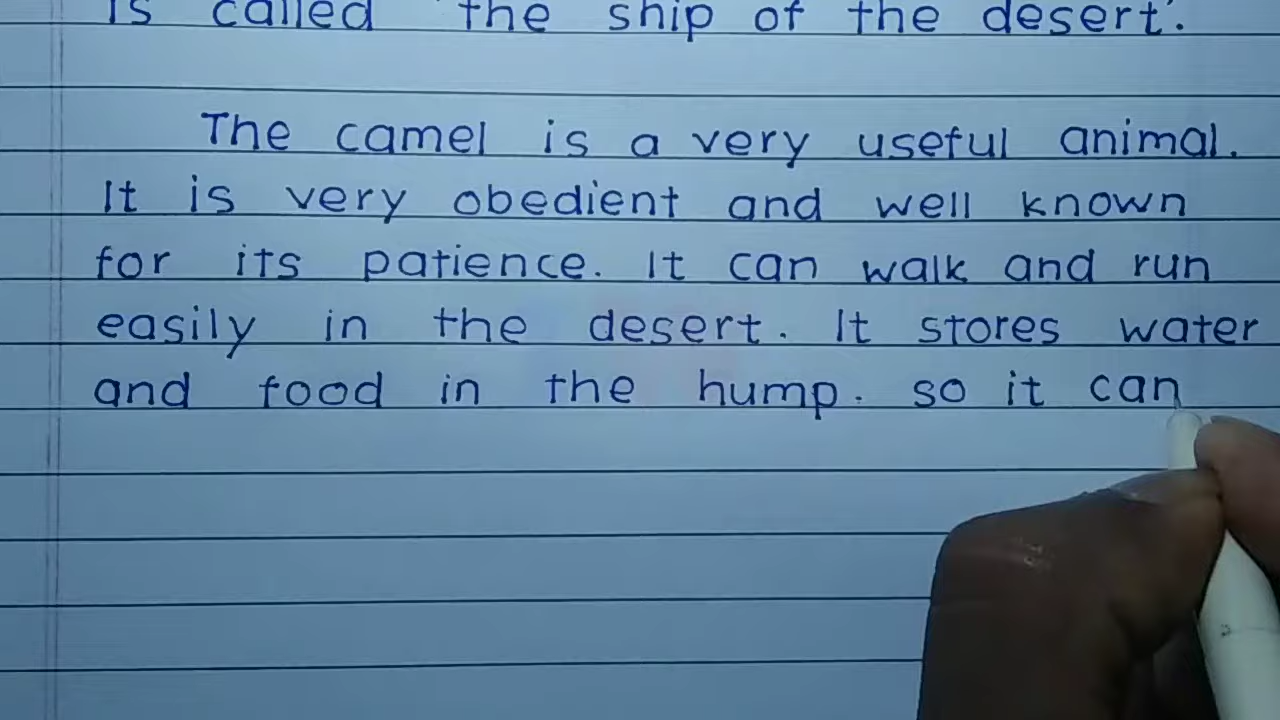 is called 'the ship of the desert'.
The camel is a very useful animal.
It is very obedient and well known
for its patience. It can walk and run
easily in the desert. It stores water
and food in the hump. so it can